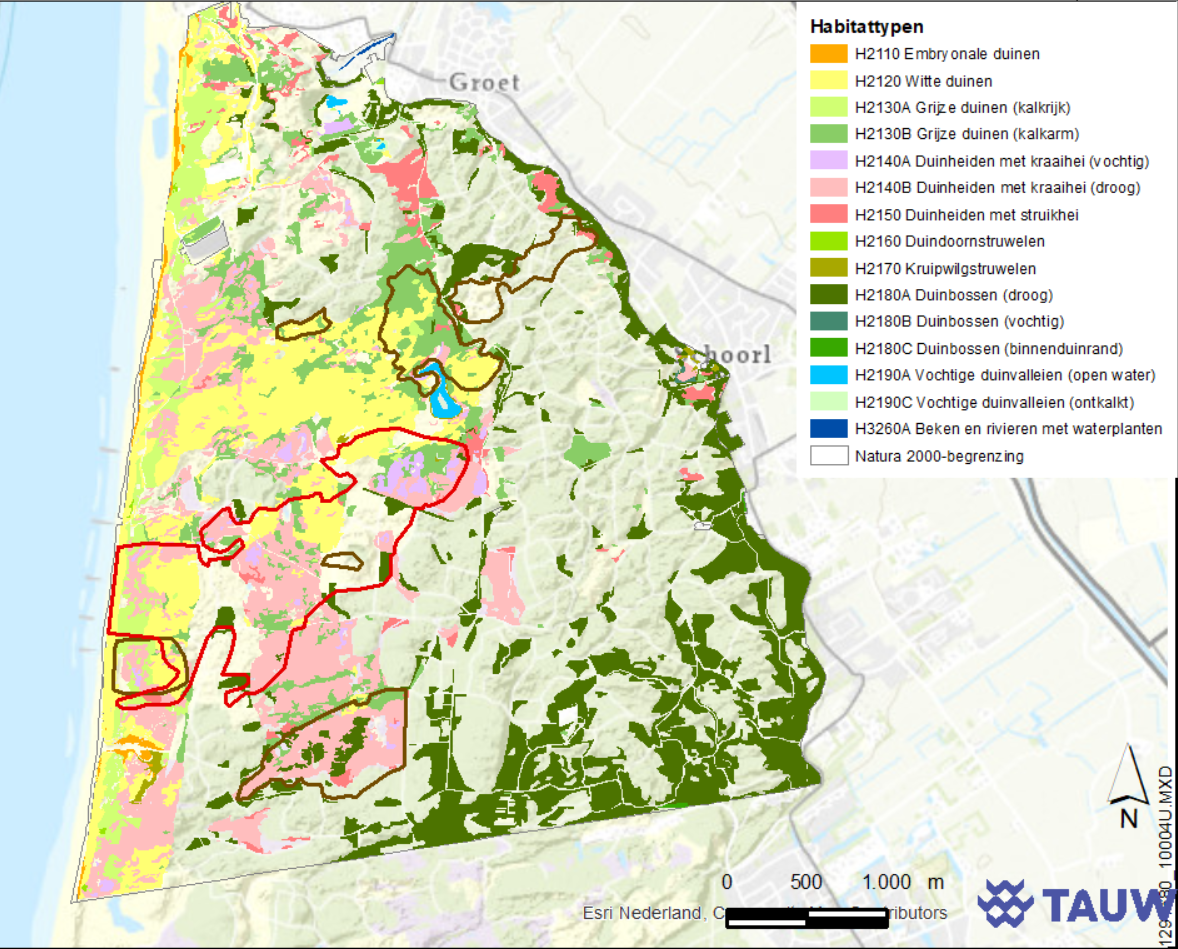 Habitattypen
H2110 Embryonale duinen
H2120 Witte duinen
H2130A Grijze duinen (kalkrijk)
H2130B Grijze duinen (kalkarm)
H2140A Duinheiden met kraaihei (vochtig)
H2140B Duinheiden met kraaihei (droog)
H2150 Duinheiden met struikhei
H2160 Duindoornstruwelen
H2170 Kruipwilgstruwelen
H2180A Duinbossen (droog)
H2180B Duinbossen (vochtig)
H2180C Duinbossen (binnenduinrand)
H2190A Vochtige duinvalleien (open water)
H2190C Vochtige duinvalleien (ontkalkt)
H3260A Beken en rivieren met waterplanten
Natura 2000-begrenzing
Groet
hoorl
N
0 500 1.000 m
Esri Nederland, C
ributors
TAUW
10004U.MXD